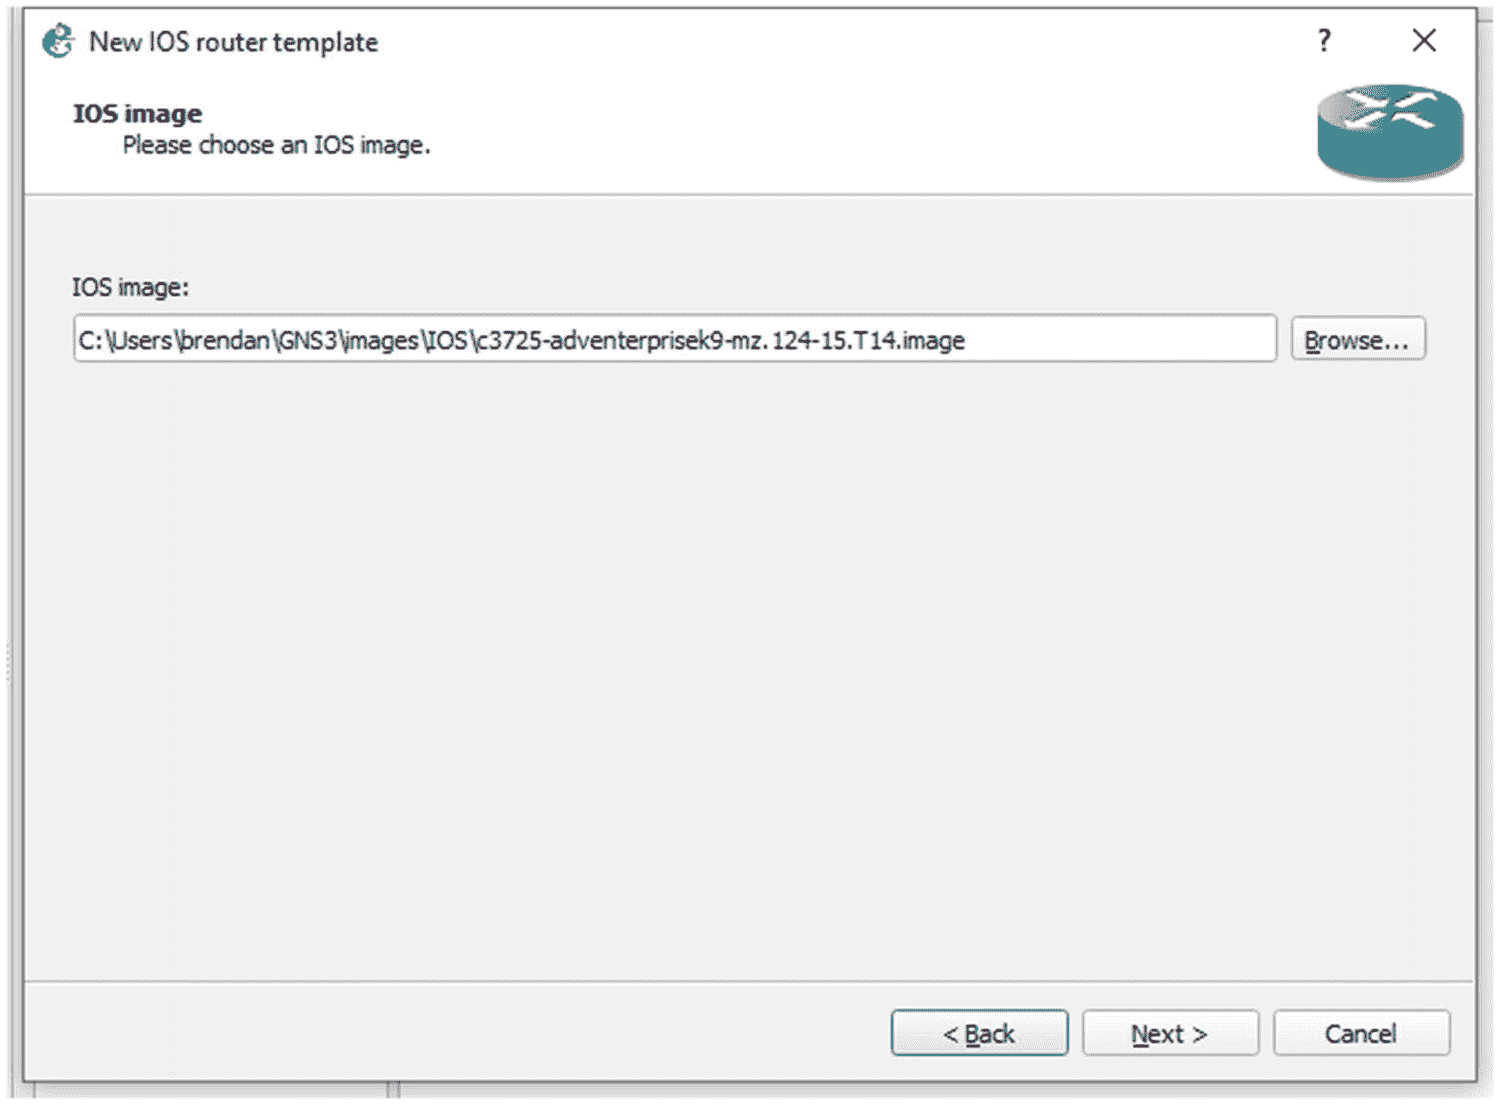 New IOS router template
?
IOS image
Please choose an IOS image.
IOS image:
C:\Users\brendan\GNS3\images\IOS\c3725-adventerprisek9-mz.124-15.T14.image
Browse...
< Back
Next >
Cancel